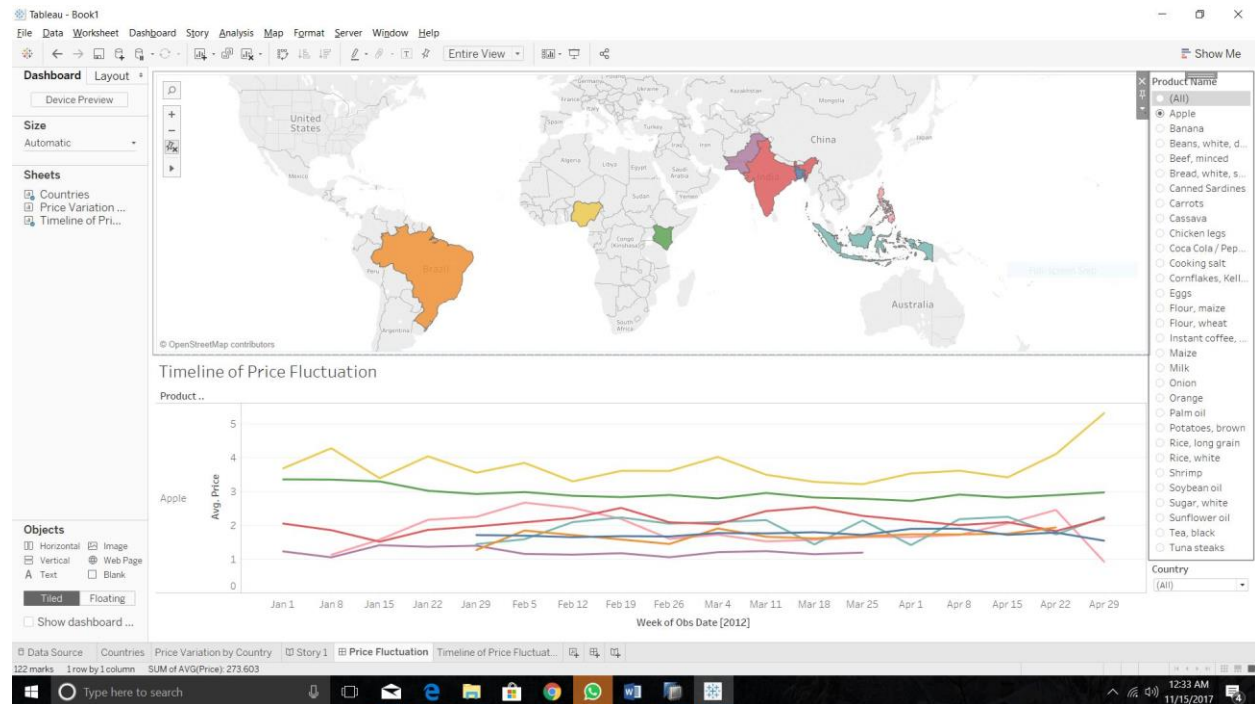 Tableau - Book1
File Data Worksheet Dashboard Story Analysis Map Format Server Window Help
Entire View
Show Me
Dashboard Layout
Device Preview
Size
Automatic
Sheets
Countries
Price Variation ...
Timeline of Pri...
Objects
Horizontal Image
Vertical Web Page
A Text Blank
Tiled Floating
Show dashboard ...
United States
Mexico
Peru
Brazil
Argentina
Germany
Poland
Ukraine
France
Italy
Spain
Turkey
Kazakhstan
Mongolia
China
Japan
Iraq
Iran
Algeria
Libya
Egypt
Saudi Arabia
India
Sudan
Yemen
Congo (Kinshasa)
South Africa
Australia
© OpenStreetMap contributors
Timeline of Price Fluctuation
Product ..
Apple
Avg. Price
5
4
3
2
1
0
Jan 1 Jan 8 Jan 15 Jan 22 Jan 29 Feb 5 Feb 12 Feb 19 Feb 26 Mar 4 Mar 11 Mar 18 Mar 25 Apr 1 Apr 8 Apr 15 Apr 22 Apr 29
Week of Obs Date [2012]
Product Name
(All)
Apple
Banana
Beans, white, d...
Beef, minced
Bread, white, s...
Canned Sardines
Carrots
Cassava
Chicken legs
Coca Cola / Pep...
Cooking salt
Cornflakes, Kell...
Eggs
Flour, maize
Flour, wheat
Instant coffee, ...
Maize
Milk
Onion
Orange
Palm oil
Potatoes, brown
Rice, long grain
Rice, white
Shrimp
Soybean oil
Sugar, white
Sunflower oil
Tea, black
Tuna steaks
Country
(All)
Data Source Countries Price Variation by Country Story 1 Price Fluctuation Timeline of Price Fluctuat...
122 marks 1 row by 1 column SUM of AVG(Price): 273.603
Type here to search
12:33 AM
11/15/2017
4